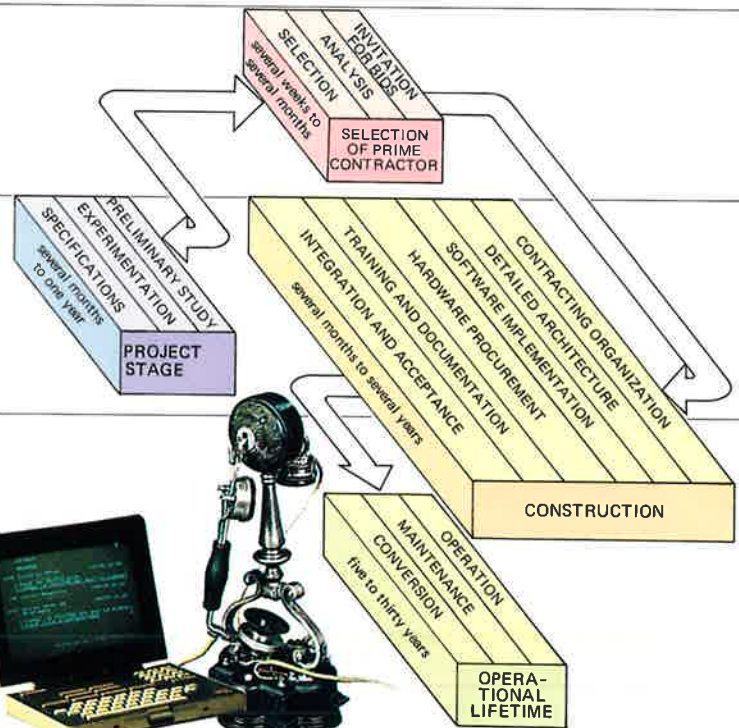 INVITATION
FOR BIDS
ANALYSIS
SELECTION
several weeks to
several months
SELECTION
OF PRIME
CONTRACTOR
PRELIMINARY STUDY
EXPERIMENTATION
SPECIFICATIONS
several months
to one year
PROJECT
STAGE
CONTRACTING ORGANIZATION
DETAILED ARCHITECTURE
SOFTWARE IMPLEMENTATION
HARDWARE PROCUREMENT
TRAINING AND DOCUMENTATION
INTEGRATION AND ACCEPTANCE
several months to several years
CONSTRUCTION
OPERATION
MAINTENANCE
CONVERSION
five to thirty years
OPERA-
TIONAL
LIFETIME